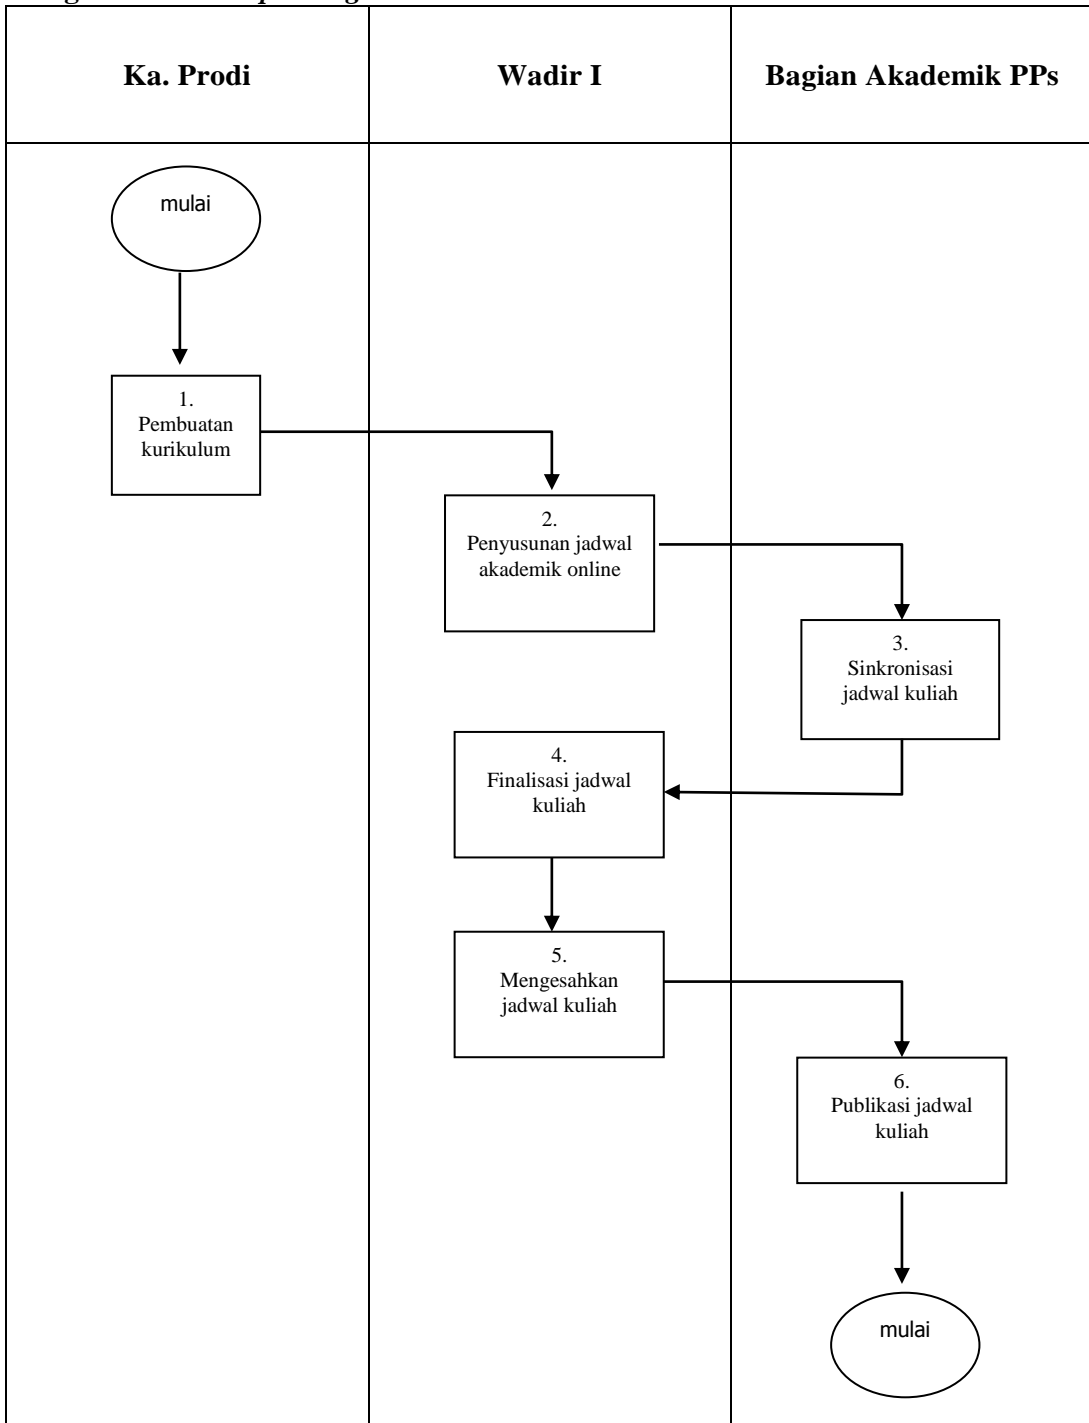 Ka. Prodi
Wadir I
Bagian Akademik PPs
mulai
1.
Pembuatan
kurikulum
2.
Penyusunan jadwal
akademik online
3.
Sinkronisasi
jadwal kuliah
4.
Finalisasi jadwal
kuliah
5.
Mengesahkan
jadwal kuliah
6.
Publikasi jadwal
kuliah
mulai